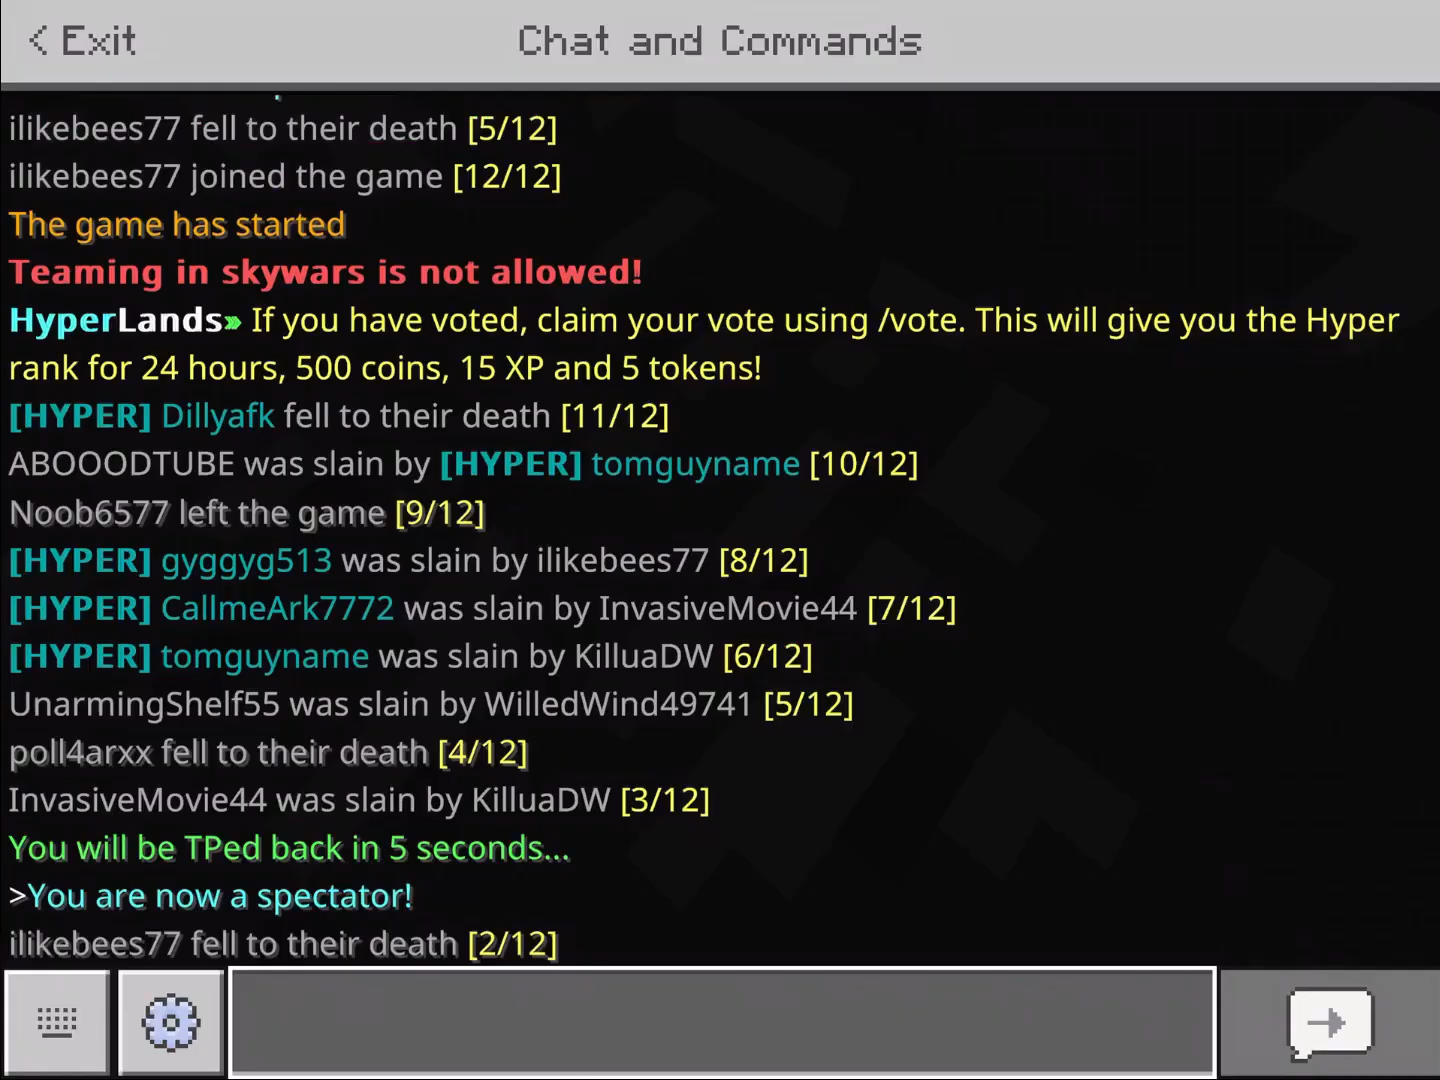 < Exit
Chat and Commands
ilikebees77 fell to their death [5/12]
ilikebees77 joined the game [12/12]
The game has started
Teaming in skywars is not allowed!
HyperLands» If you have voted, claim your vote using /vote. This will give you the Hyper
rank for 24 hours, 500 coins, 15 XP and 5 tokens!
[HYPER] Dillyafk fell to their death [11/12]
ABOOODTUBE was slain by [HYPER] tomguyname [10/12]
Noob6577 left the game [9/12]
[HYPER] gyggyg513 was slain by ilikebees77 [8/12]
[HYPER] CallmeArk7772 was slain by InvasiveMovie44 [7/12]
[HYPER] tomguyname was slain by KilluaDW [6/12]
UnarmingShelf55 was slain by WilledWind49741 [5/12]
poll4arxx fell to their death [4/12]
InvasiveMovie44 was slain by KilluaDW [3/12]
You will be TPed back in 5 seconds...
>You are now a spectator!
ilikebees77 fell to their death [2/12]